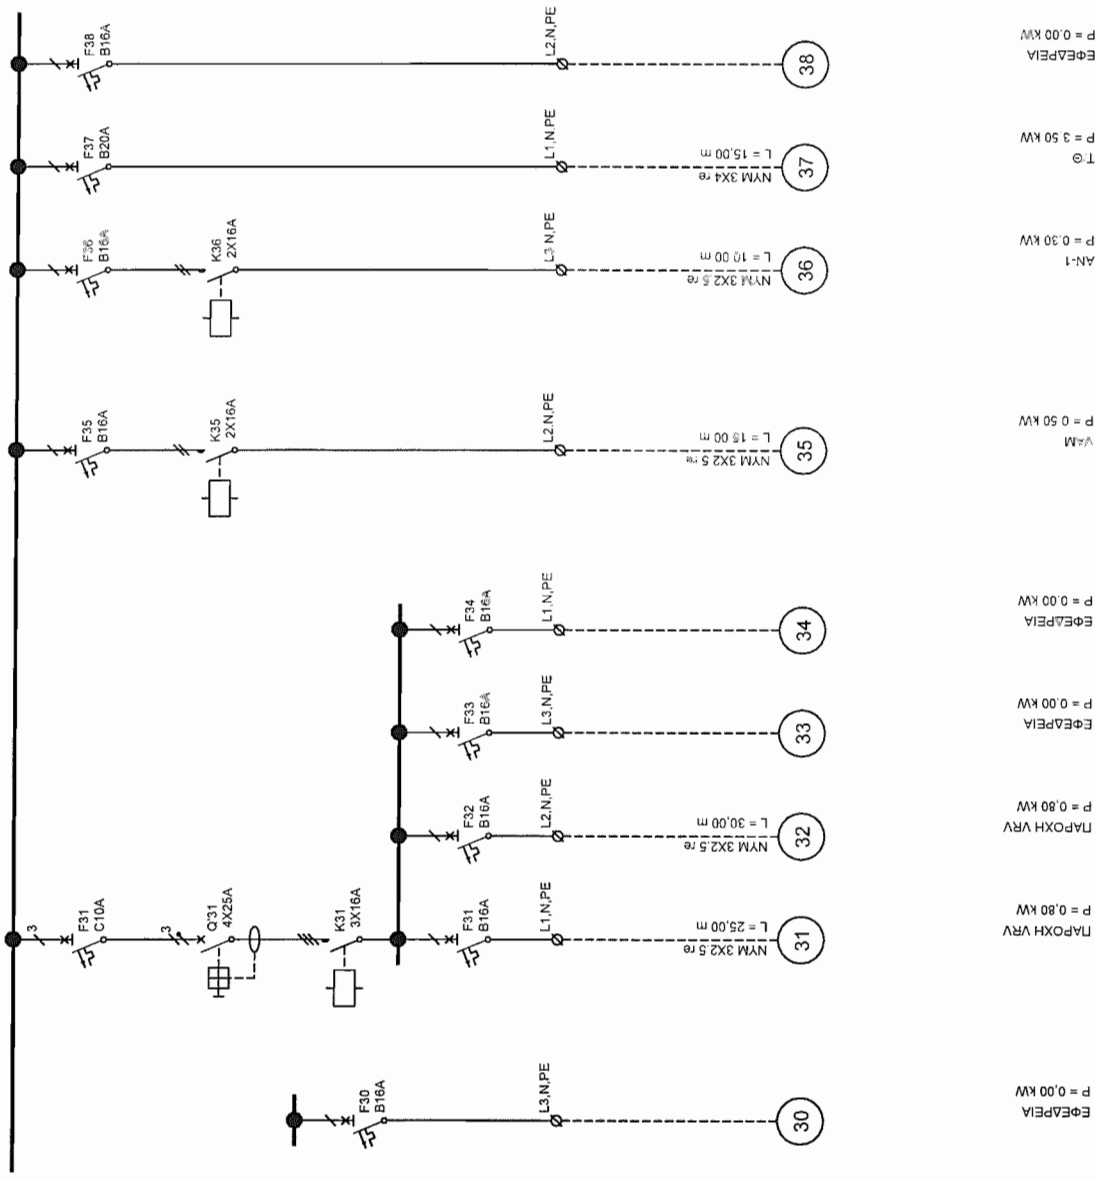 F38
B16A
L2,N,PE
38
P = 0.00 kW
ΕΦΕΔΡΕΙΑ
F37
B20A
L1,N,PE
L = 15,00 m
NYM 3X4 re
37
P = 3.50 kW
Τ.Θ
F36
B16A
K36
2X16A
L3,N,PE
L = 10 00 m
NYM 3X2.5 re
36
P = 0.30 kW
AN-1
F35
B16A
K35
2X16A
L2,N,PE
L = 15 00 m
NYM 3X2.5 re
35
P = 0 50 kW
F34
B16A
L1,N,PE
34
P = 0.00 kW
ΕΦΕΔΡΕΙΑ
F33
B16A
L3,N,PE
33
P = 0,00 kW
ΕΦΕΔΡΕΙΑ
F32
B16A
L2,N,PE
L = 30,00 m
NYM 3X2.5 re
32
P = 0,80 kW
ΠΑΡΟΧΗ VRV
3
F31
C10A
3
Q'31
4X25A
K31
3X16A
F31
B16A
L1,N,PE
L = 25,00 m
NYM 3X2.5 re
31
P = 0,80 kW
ΠΑΡΟΧΗ VRV
F30
B16A
L3,N,PE
30
P = 0,00 kW
ΕΦΕΔΡΕΙΑ